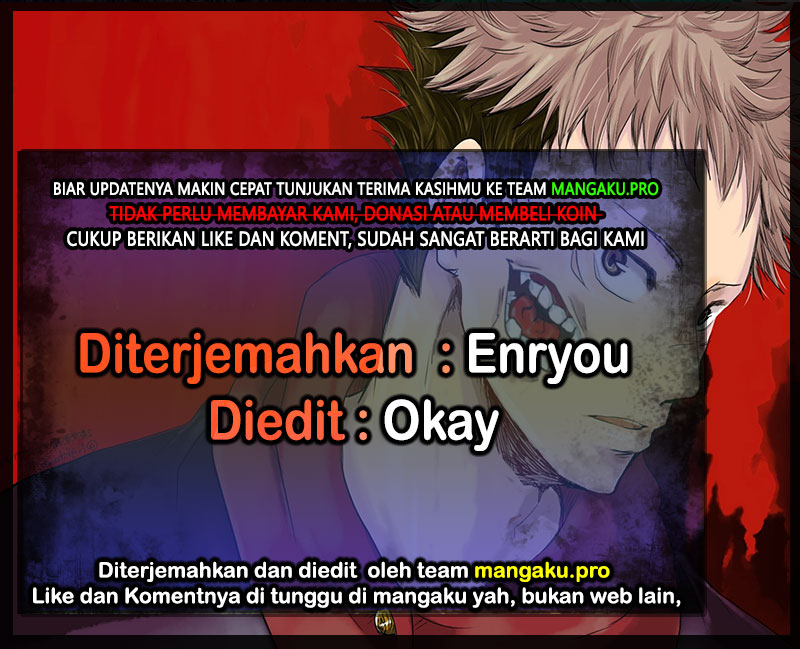 BIAR UPDATENYA MAKIN CEPAT TUNJUKAN TERIMA KASIHMU KE TEAM MANGAKU.PRO
TIDAK PERLU MEMBAYAR KAMI, DONASI ATAU MEMBELI KOIN
CUKUP BERIKAN LIKE DAN KOMENT, SUDAH SANGAT BERARTI BAGI KAMI
Diterjemahkan : Enryou
Diedit : Okay
Diterjemahkan dan diedit oleh team mangaku.pro
Like dan Komentnya di tunggu di mangaku yah, bukan web lain,